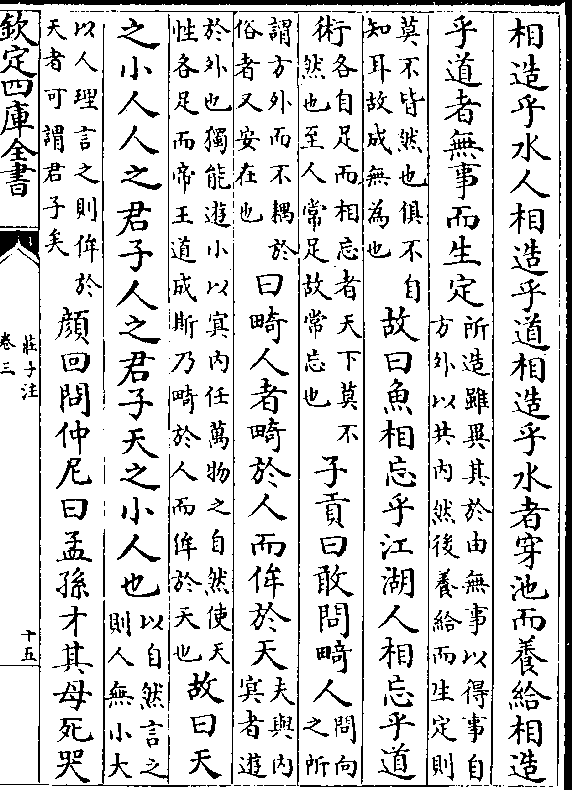 相造乎水人相造乎道相造乎水者穿池而養給相造
乎道者無事而生定
所造雖異其於由無事以得事自
方外以共内然後養給而生定則
莫不皆然也俱不自
知耳故成無為也
故曰魚相忘乎江湖人相忘乎道
術
各自足而相忘者天下莫不
然也至人常足故常忘也
子貢曰敢問畸人
問向
之所
謂方外而不耦於
俗者又安在也
曰畸人者畸於人而侔於天
夫與内
冥者遊
於外也獨能遊小以冥内任萬物之自然使天
性各足而帝王道成斯乃畸於人而侔於天也
故曰天
之小人人之君子人之君子天之小人也
以自然言之
則人無小大
以人理言之則侔於
天者可謂君子矣
顔回問仲尼曰孟孫才其母死哭
欽定四庫全書
莊子注
卷三
十五